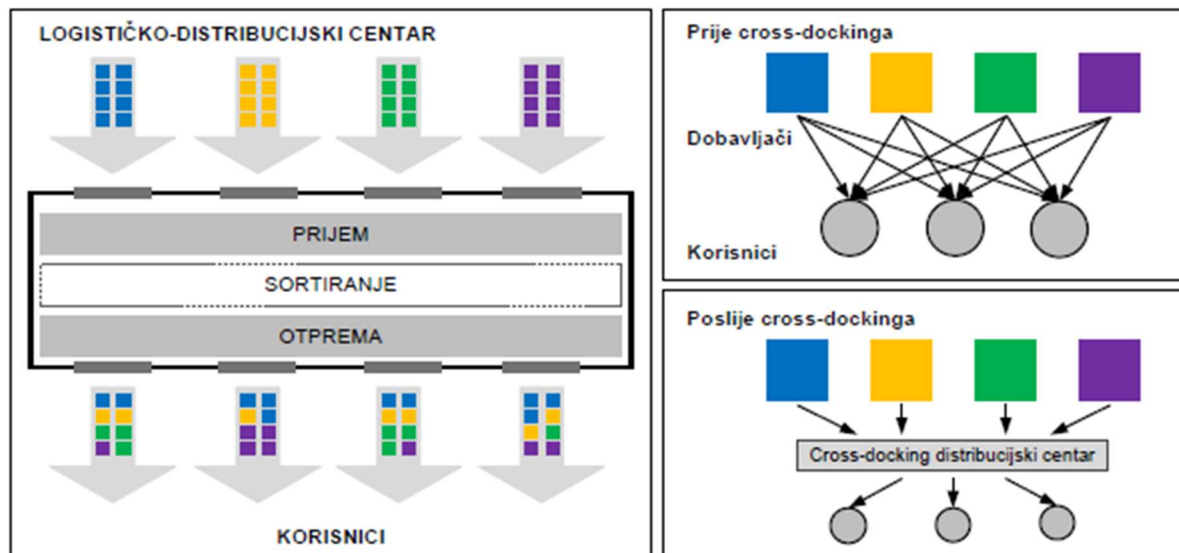 LOGISTIČKO-DISTRIBUCIJSKI CENTAR
PRIJEM
SORTIRANJE
OTPREMA
KORISNICI
Prije cross-dockinga
Dobavljači
Korisnici
Poslije cross-dockinga
Cross-docking distribucijski centar